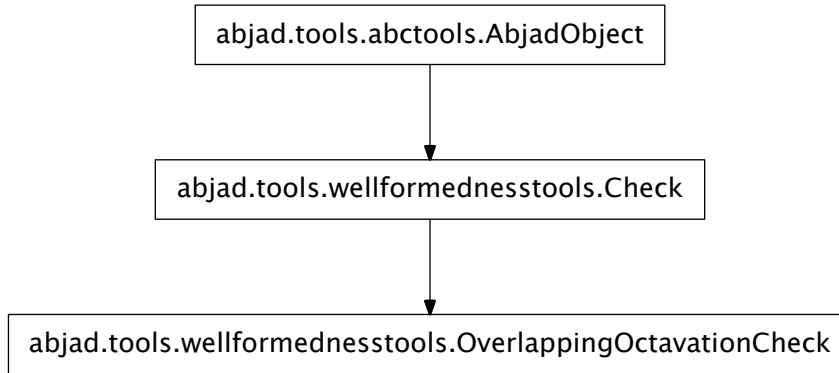 abjad.tools.abctools.AbjadObject
abjad.tools.wellformednesstools.Check
abjad.tools.wellformednesstools.OverlappingOctavationCheck